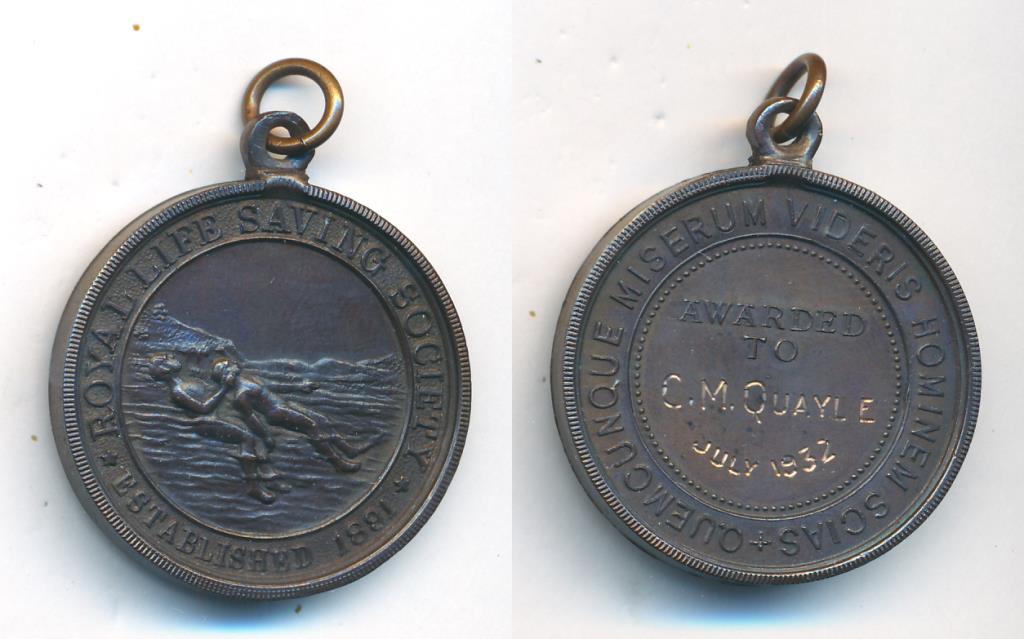 ROYAL LIFE SAVING SOCIETY
ESTABLISHED 1891
QUEMCUNQUE MISERUM VIDERIS HOMINEM SCIAS
AWARDED
TO
C. M. QUAYLE
JULY 1932